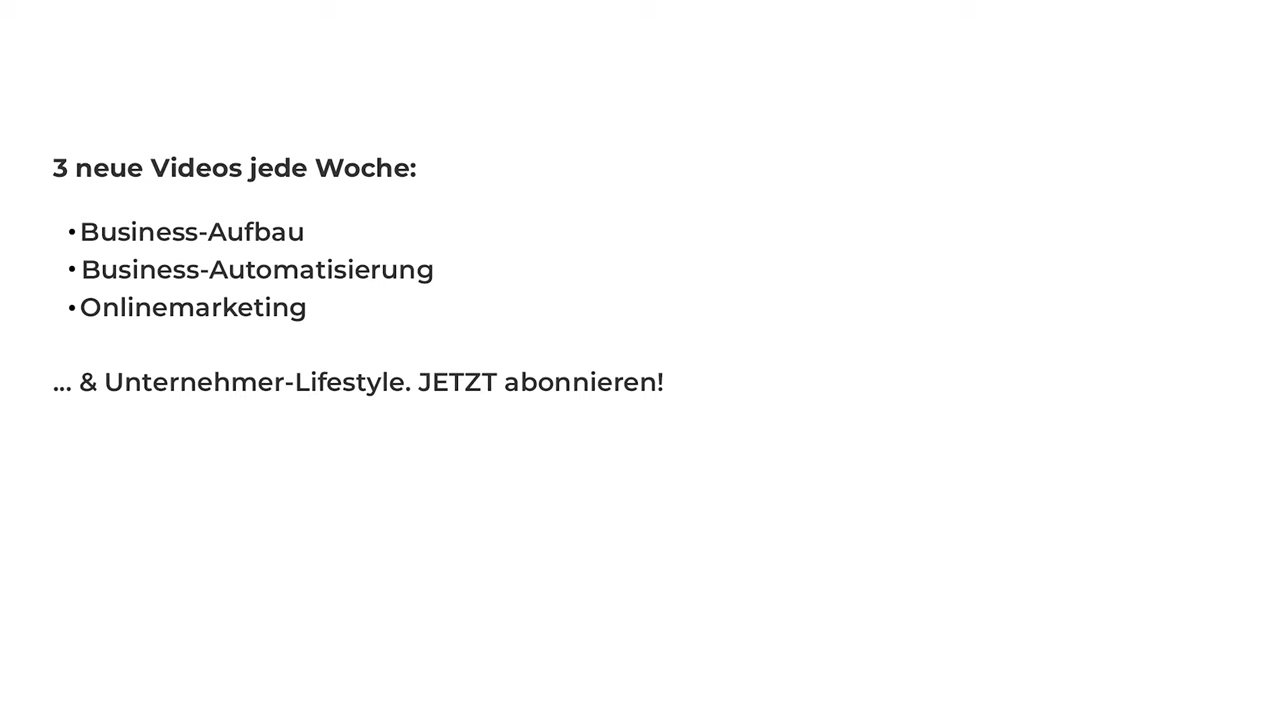 3 neue Videos jede Woche:
• Business-Aufbau
• Business-Automatisierung
• Onlinemarketing
... & Unternehmer-Lifestyle. JETZT abonnieren!